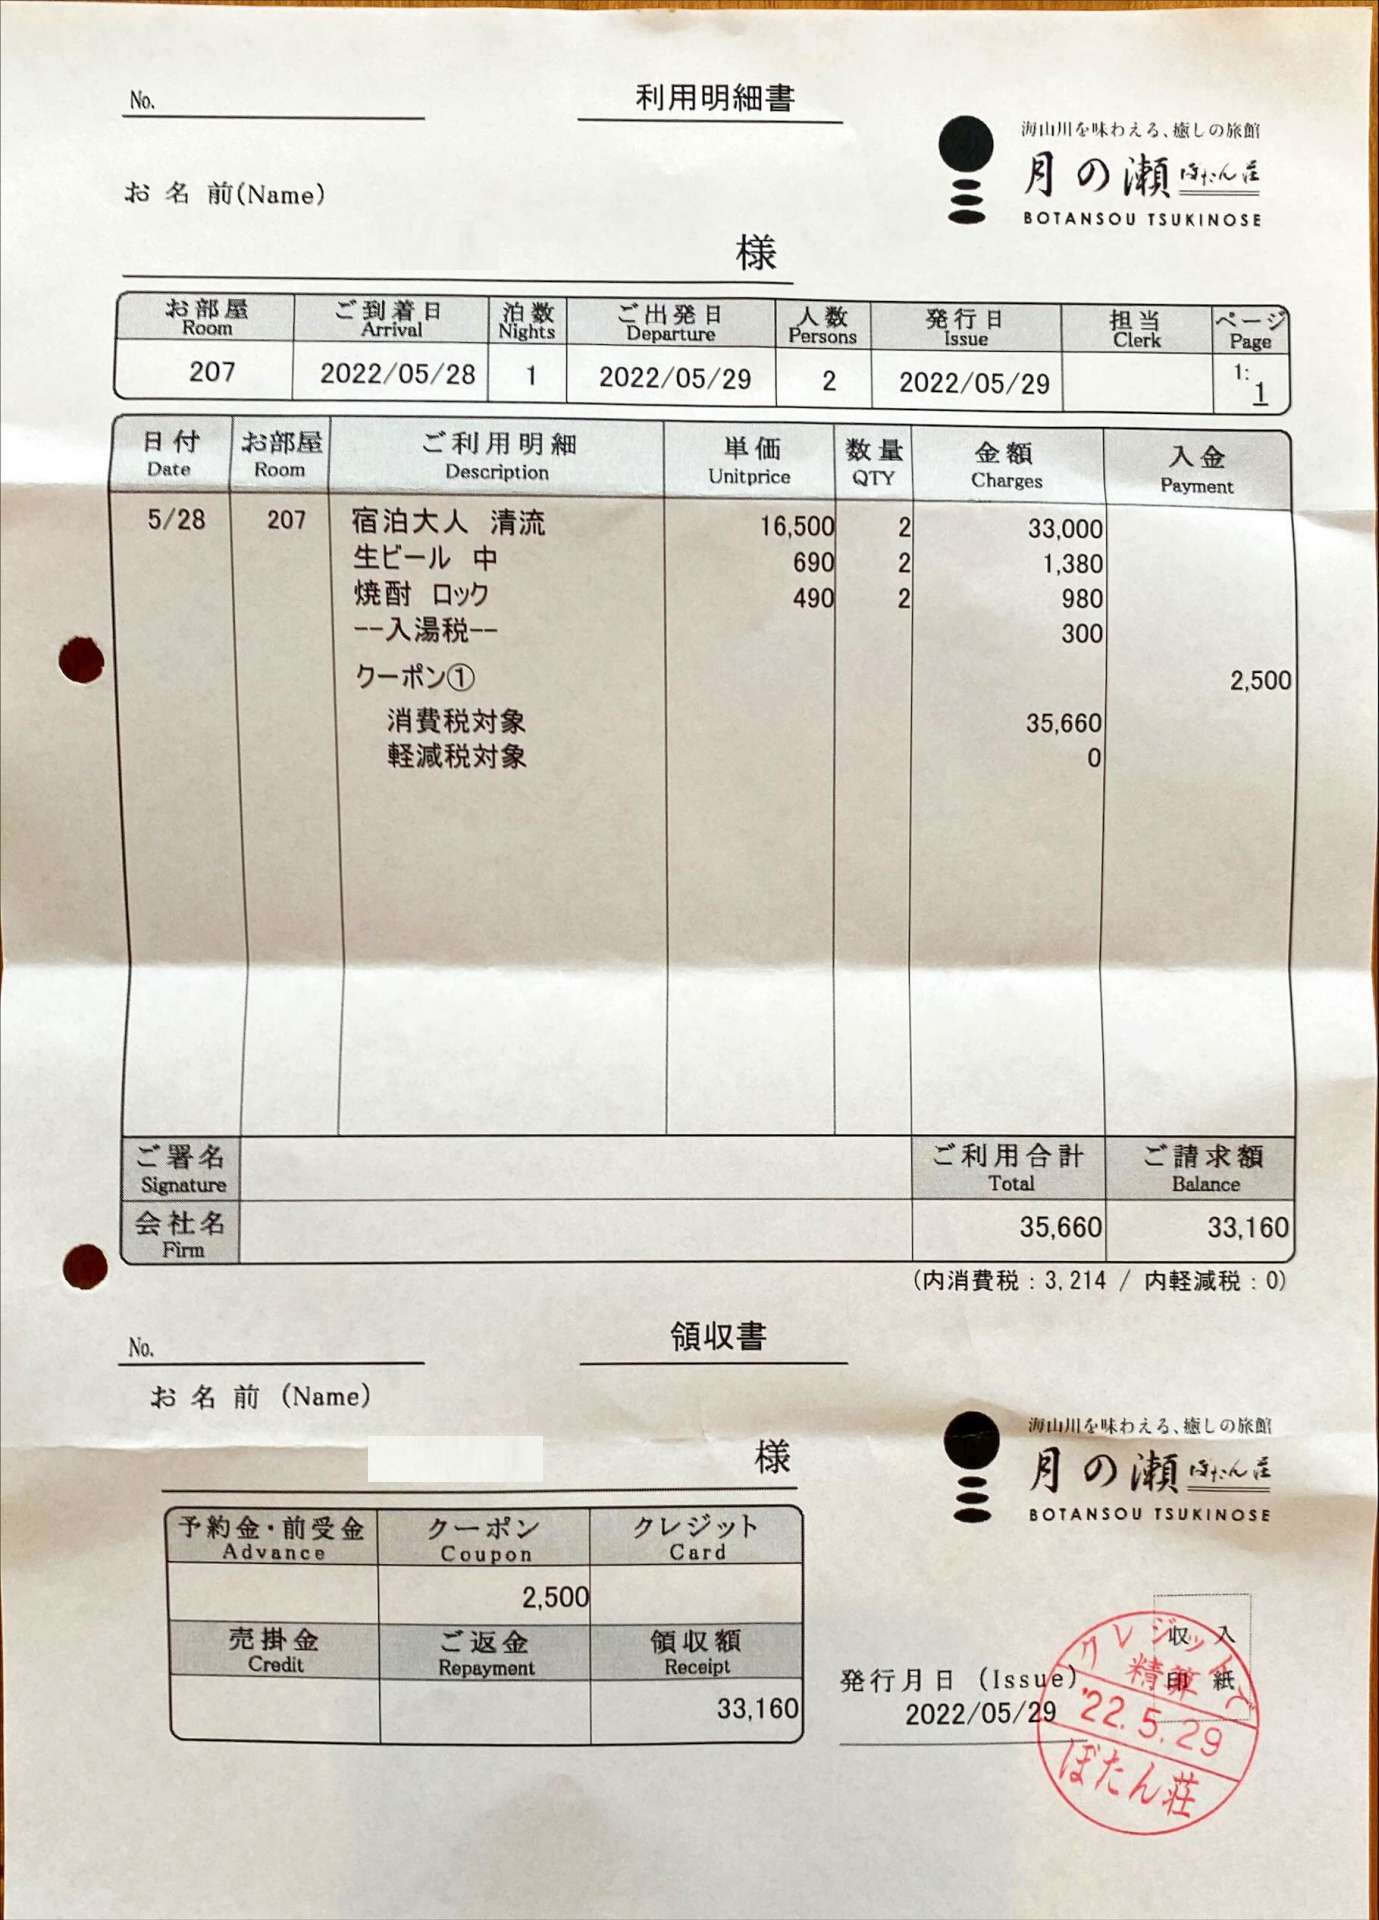 No.
利用明細書
海山川を味わえる、癒しの旅館
月の瀬 ぼたん荘
BOTANSOU TSUKINOSE
お名前(Name)
様
お部屋 ご到着日 泊数 ご出発日 人数 発行日 担当 ページ
Room Arrival Nights Departure Persons Issue Clerk Page
207 2022/05/28 1 2022/05/29 2 2022/05/29 1: 1
日付 お部屋 ご利用明細 単価 数量 金額 入金
Date Room Description Unitprice QTY Charges Payment
5/28 207 宿泊大人 清流 16,500 2 33,000
生ビール 中 690 2 1,380
焼酎 ロック 490 2 980
--入湯税-- 300
クーポン① 2,500
消費税対象 35,660
軽減税対象 0
ご署名 ご利用合計 ご請求額
Signature Total Balance
会社名 35,660 33,160
Firm
(内消費税:3,214 / 内軽減税:0)
No.
領収書
お名前 (Name)
様
海山川を味わえる、癒しの旅館
月の瀬 ぼたん荘
BOTANSOU TSUKINOSE
予約金・前受金 クーポン クレジット
Advance Coupon Card
2,500
売掛金 ご返金 領収額
Credit Repayment Receipt
33,160
発行月日 (Issue)
2022/05/29
収入
印紙
クレジットで
精算
'22.5.29
ぼたん荘